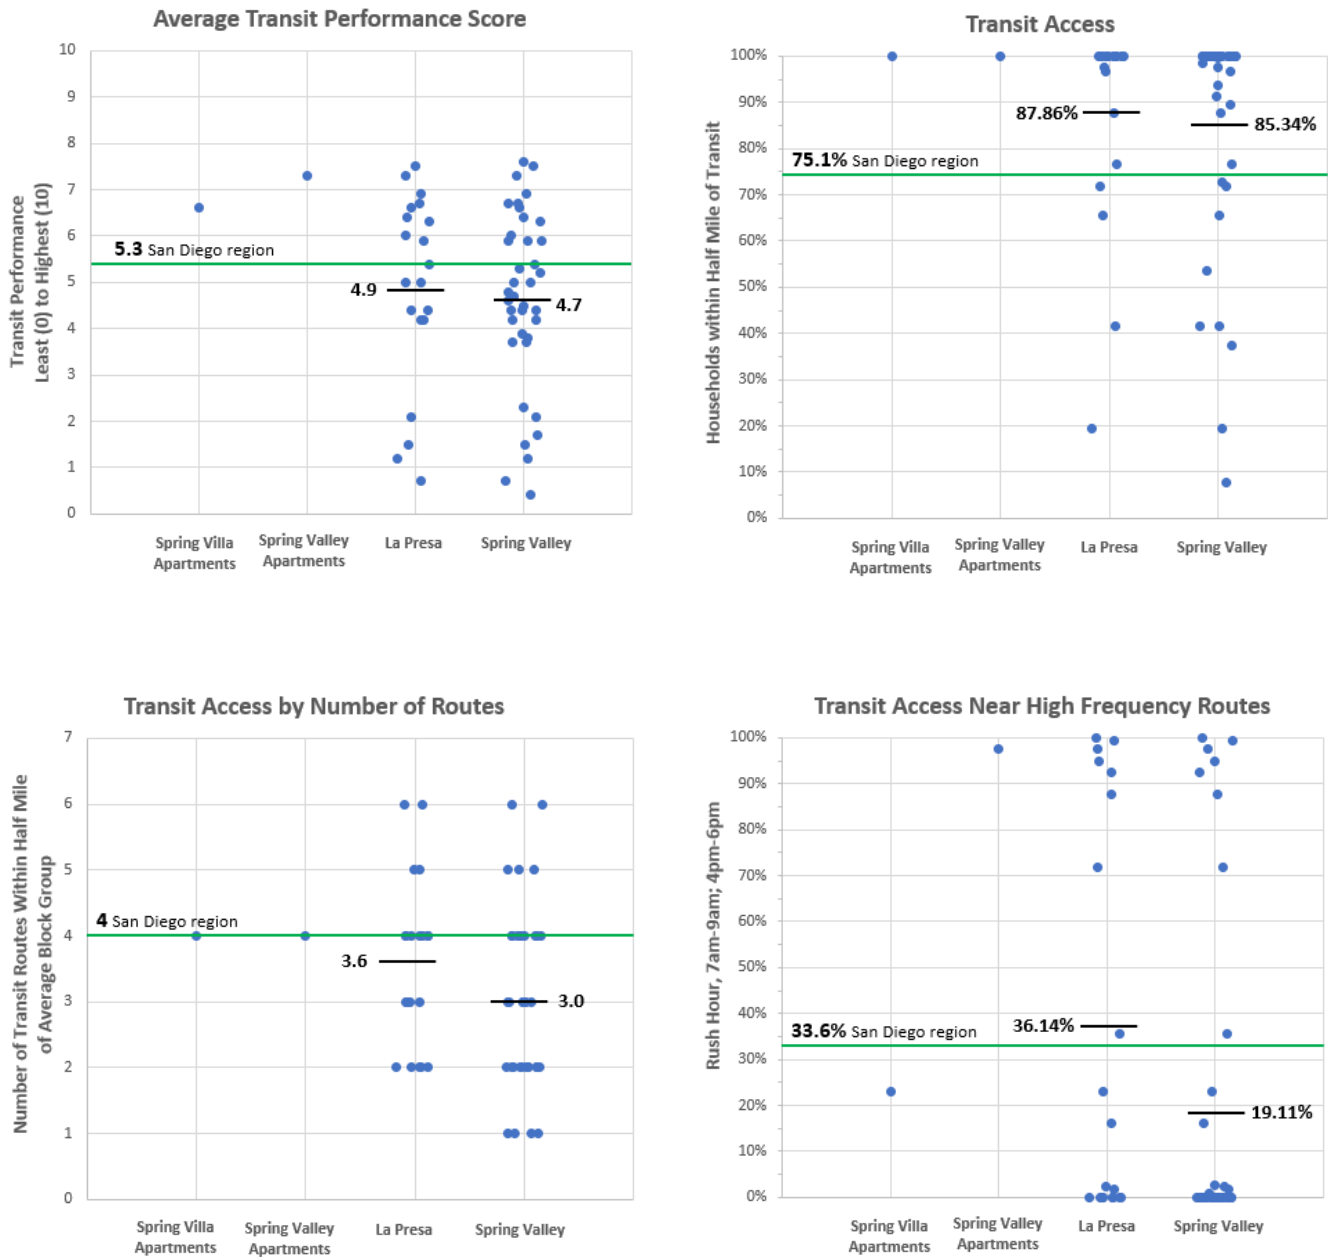 Average Transit Performance Score
Transit Performance
Least (0) to Highest (10)
10
9
8
7
6
5
4
3
2
1
0
5.3 San Diego region
4.9
4.7
Spring Villa
Apartments
Spring Valley
Apartments
La Presa
Spring Valley
Transit Access
Households within Half Mile of Transit
100%
90%
80%
70%
60%
50%
40%
30%
20%
10%
0%
87.86%
85.34%
75.1% San Diego region
Spring Villa
Apartments
Spring Valley
Apartments
La Presa
Spring Valley
Transit Access by Number of Routes
Number of Transit Routes Within Half Mile
of Average Block Group
7
6
5
4
3
2
1
0
4 San Diego region
3.6
3.0
Spring Villa
Apartments
Spring Valley
Apartments
La Presa
Spring Valley
Transit Access Near High Frequency Routes
Rush Hour, 7am-9am; 4pm-6pm
100%
90%
80%
70%
60%
50%
40%
30%
20%
10%
0%
33.6% San Diego region
36.14%
19.11%
Spring Villa
Apartments
Spring Valley
Apartments
La Presa
Spring Valley